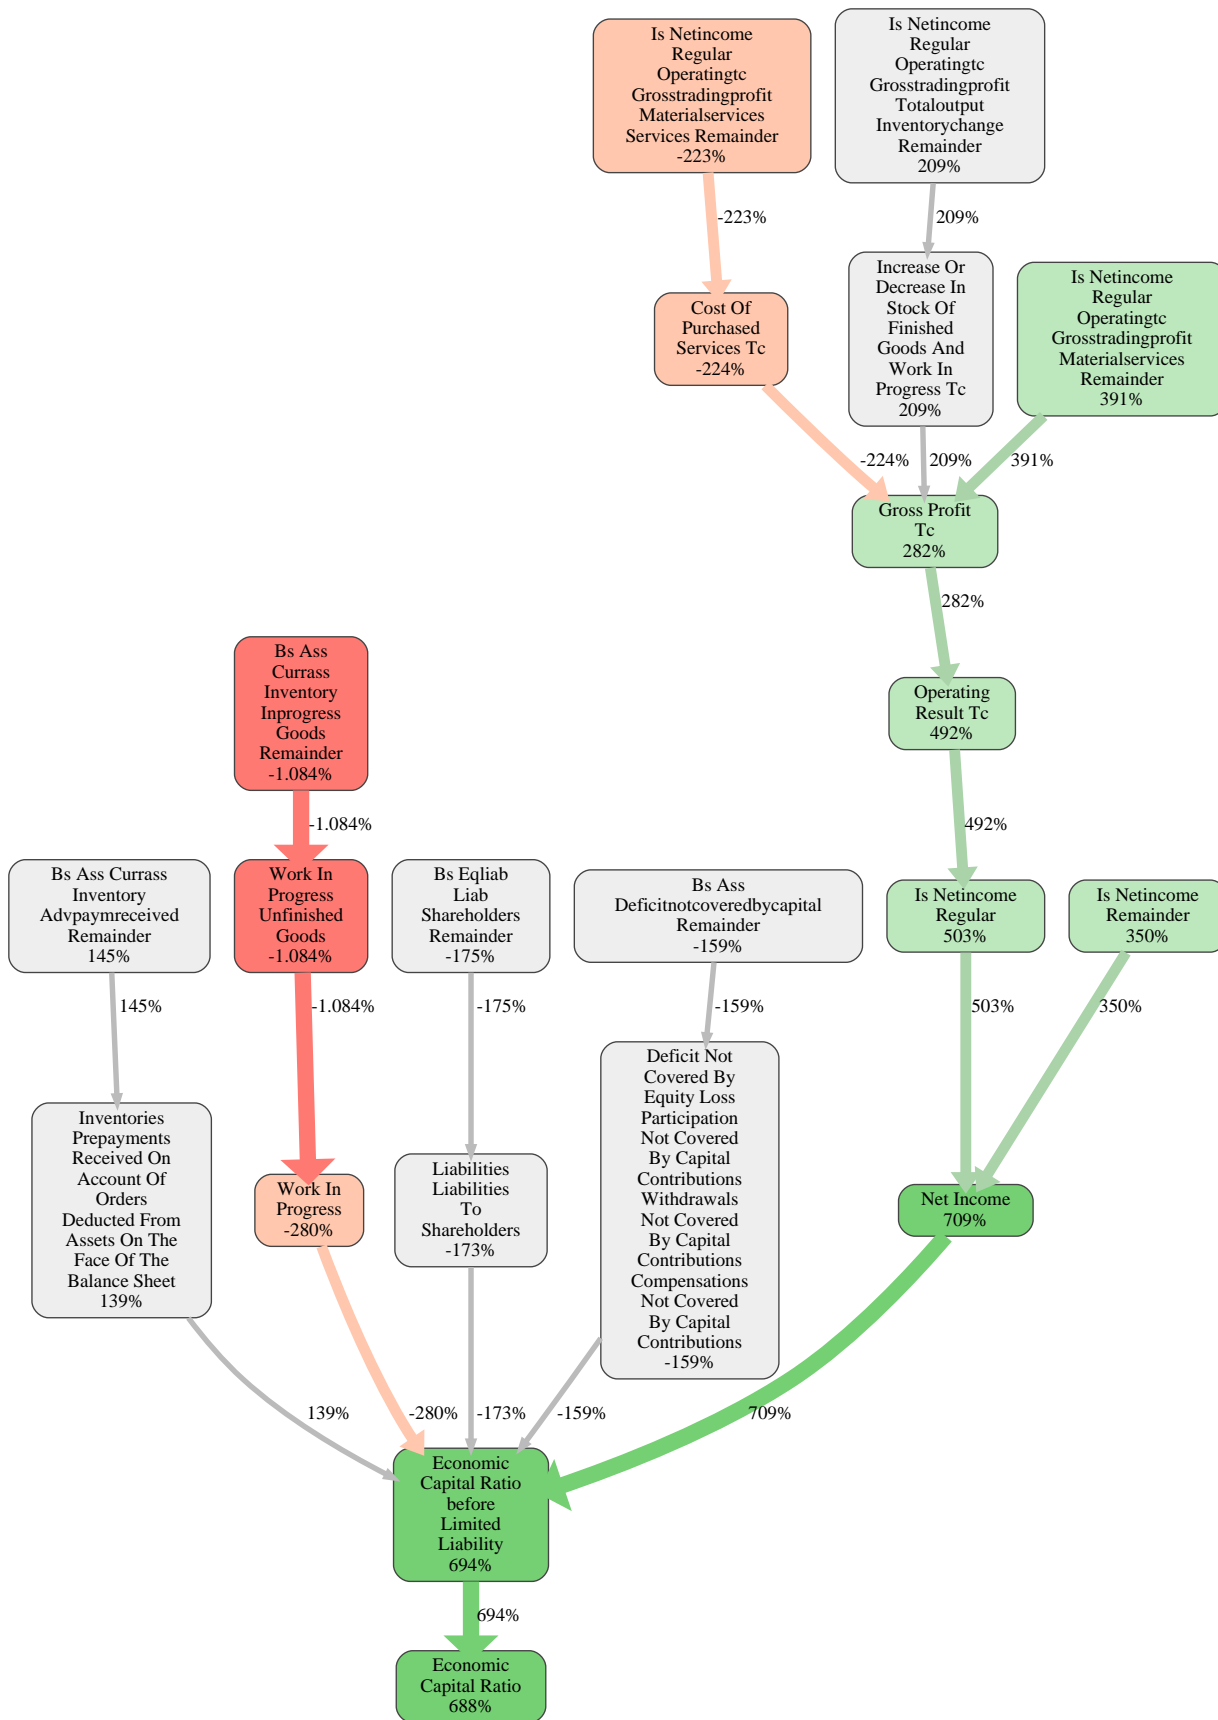 Is Netincome
Regular
Operatingtc
Grosstradingprofit
Materialservices
Services Remainder
-223%
Is Netincome
Regular
Operatingtc
Grosstradingprofit
Totaloutput
Inventorychange
Remainder
209%
-223%
209%
Cost Of
Purchased
Services Tc
-224%
Increase Or
Decrease In
Stock Of
Finished
Goods And
Work In
Progress Tc
209%
Is Netincome
Regular
Operatingtc
Grosstradingprofit
Materialservices
Remainder
391%
-224%
209%
391%
Gross Profit
Tc
282%
282%
Bs Ass
Currass
Inventory
Inprogress
Goods
Remainder
-1.084%
Operating
Result Tc
492%
-1.084%
492%
Bs Ass Currass
Inventory
Advpaymreceived
Remainder
145%
Work In
Progress
Unfinished
Goods
-1.084%
Bs Eqliab
Liab
Shareholders
Remainder
-175%
Bs Ass
Deficitnotcoveredbycapital
Remainder
-159%
Is Netincome
Regular
503%
Is Netincome
Remainder
350%
145%
-1.084%
-175%
-159%
503%
350%
Inventories
Prepayments
Received On
Account Of
Orders
Deducted From
Assets On The
Face Of The
Balance Sheet
139%
Work In
Progress
-280%
Liabilities
Liabilities
To
Shareholders
-173%
Deficit Not
Covered By
Equity Loss
Participation
Not Covered
By Capital
Contributions
Withdrawals
Not Covered
By Capital
Contributions
Compensations
Not Covered
By Capital
Contributions
-159%
Net Income
709%
139%
-280%
-173%
-159%
709%
Economic
Capital Ratio
before
Limited
Liability
694%
694%
Economic
Capital Ratio
688%